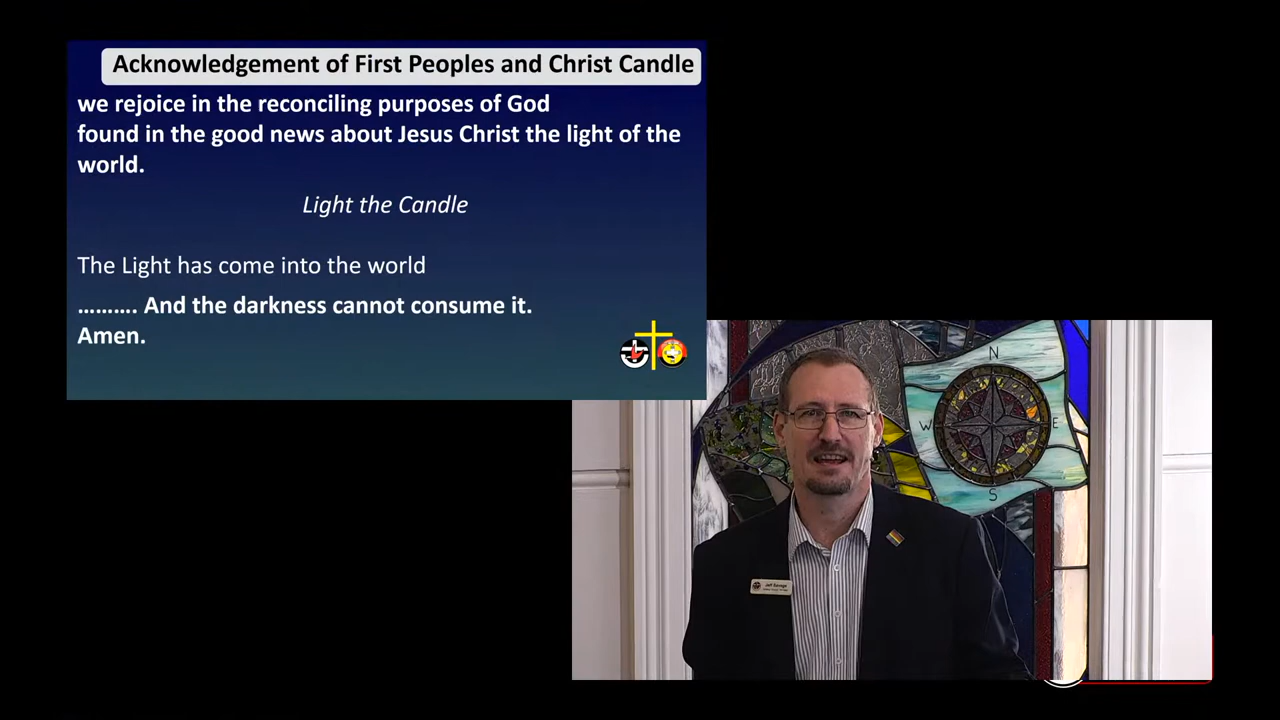 Acknowledgement of First Peoples and Christ Candle
we rejoice in the reconciling purposes of God
found in the good news about Jesus Christ the light of the
world.
Light the Candle
The Light has come into the world
………. And the darkness cannot consume it.
Amen.
N
W
E
S
Jeff Savage